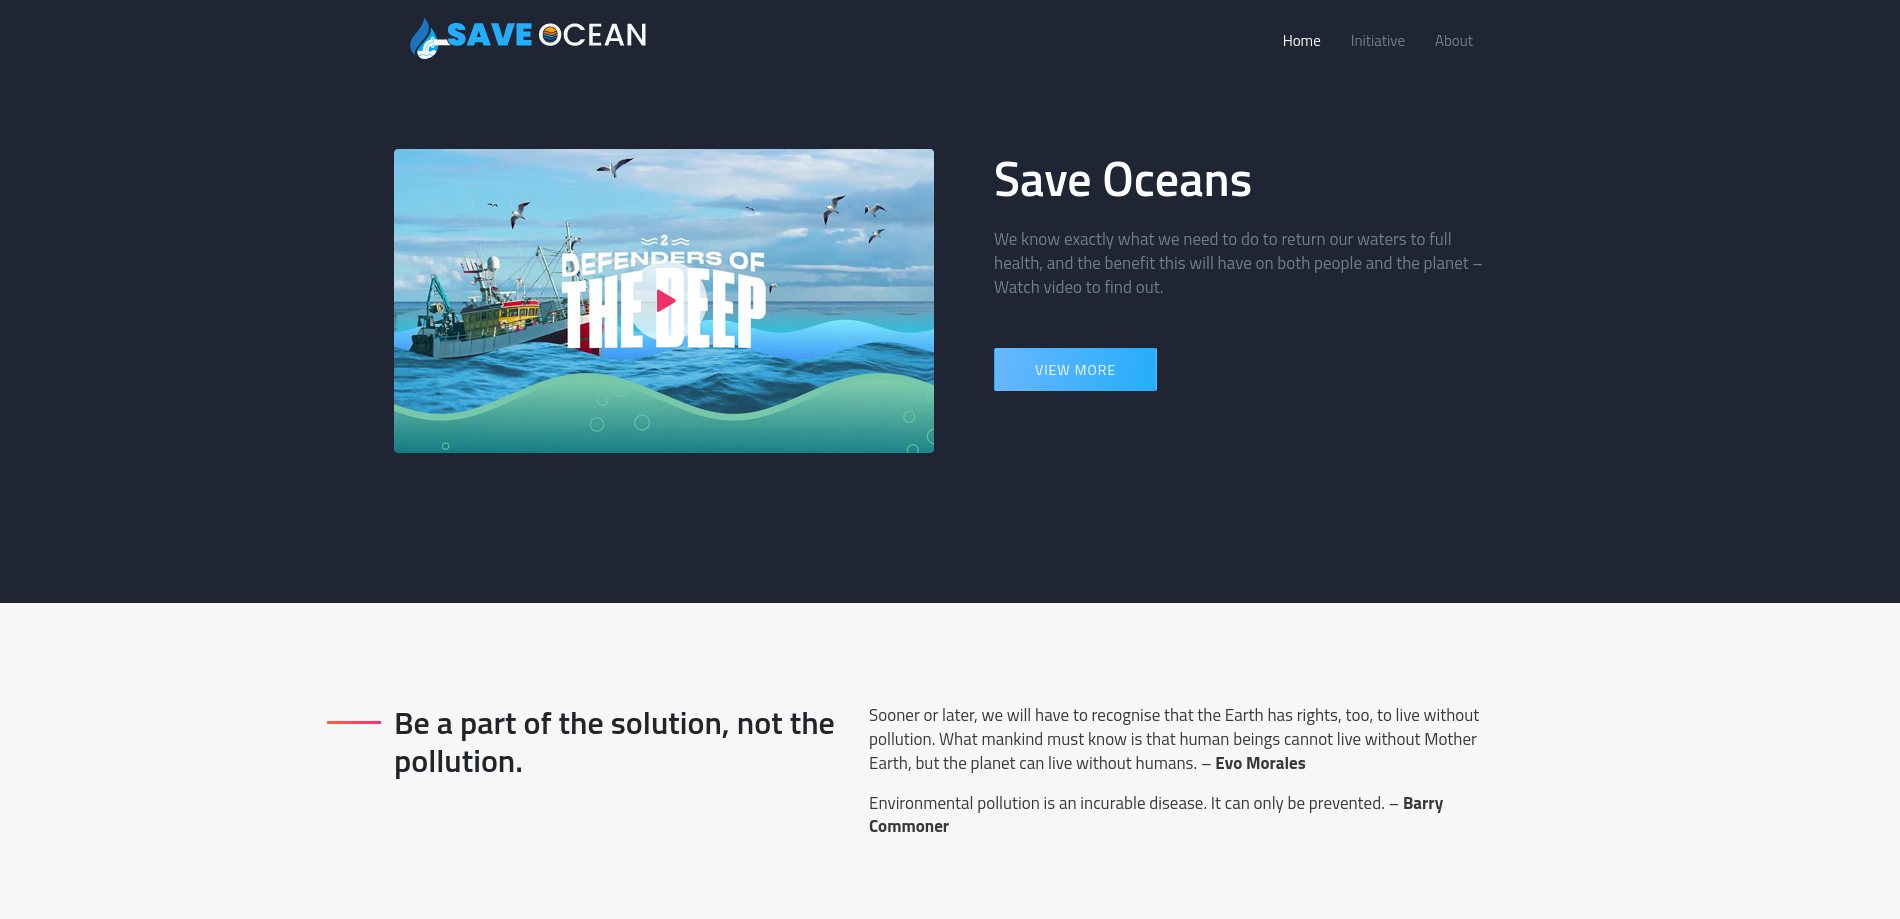 SAVE OCEAN
Home Initiative About
2
DEFENDERS OF
THE DEEP
Save Oceans
We know exactly what we need to do to return our waters to full
health, and the benefit this will have on both people and the planet –
Watch video to find out.
VIEW MORE
Be a part of the solution, not the
pollution.
Sooner or later, we will have to recognise that the Earth has rights, too, to live without
pollution. What mankind must know is that human beings cannot live without Mother
Earth, but the planet can live without humans. – Evo Morales
Environmental pollution is an incurable disease. It can only be prevented. – Barry
Commoner